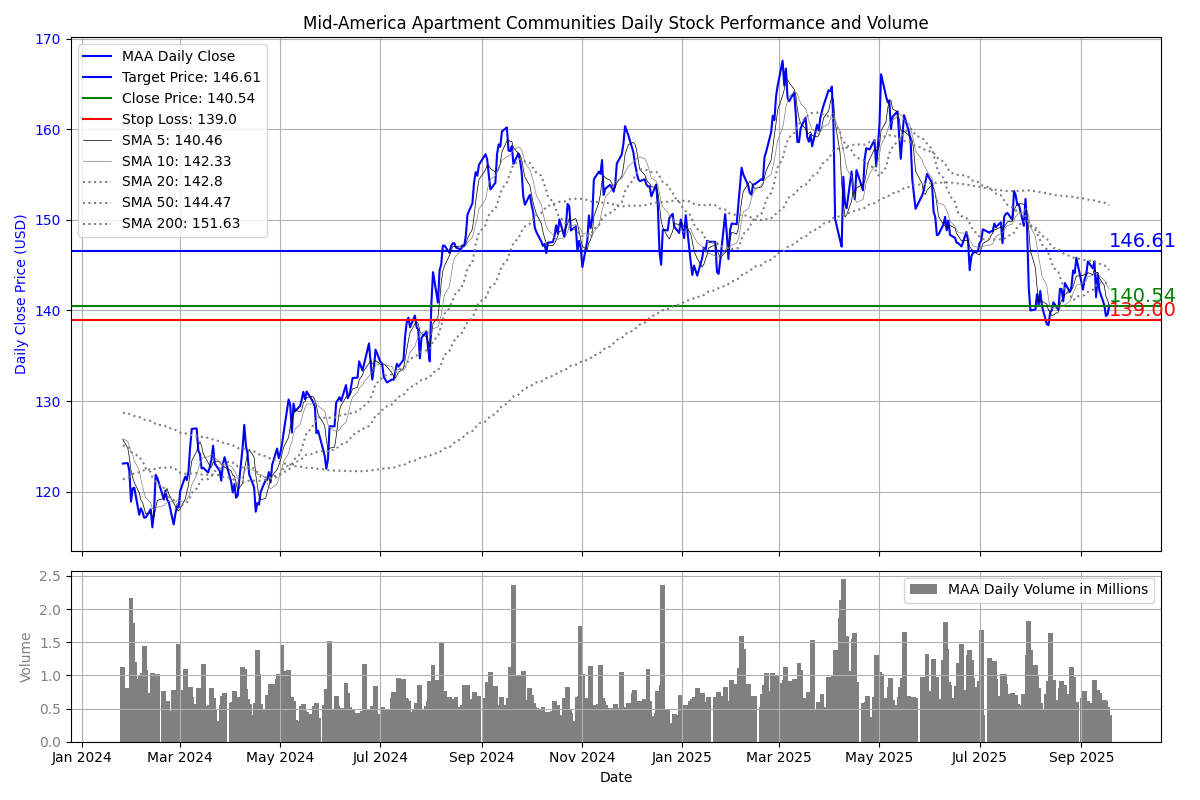 Mid-America Apartment Communities Daily Stock Performance and Volume
170
160
150
140
130
120
Daily Close Price (USD)
MAA Daily Close
Target Price: 146.61
Close Price: 140.54
Stop Loss: 139.0
SMA 5: 140.46
SMA 10: 142.33
SMA 20: 142.8
SMA 50: 144.47
SMA 200: 151.63
146.61
140.54
139.00
2.5
2.0
1.5
1.0
0.5
0.0
Volume
MAA Daily Volume in Millions
Jan 2024 Mar 2024 May 2024 Jul 2024 Sep 2024 Nov 2024 Jan 2025 Mar 2025 May 2025 Jul 2025 Sep 2025
Date